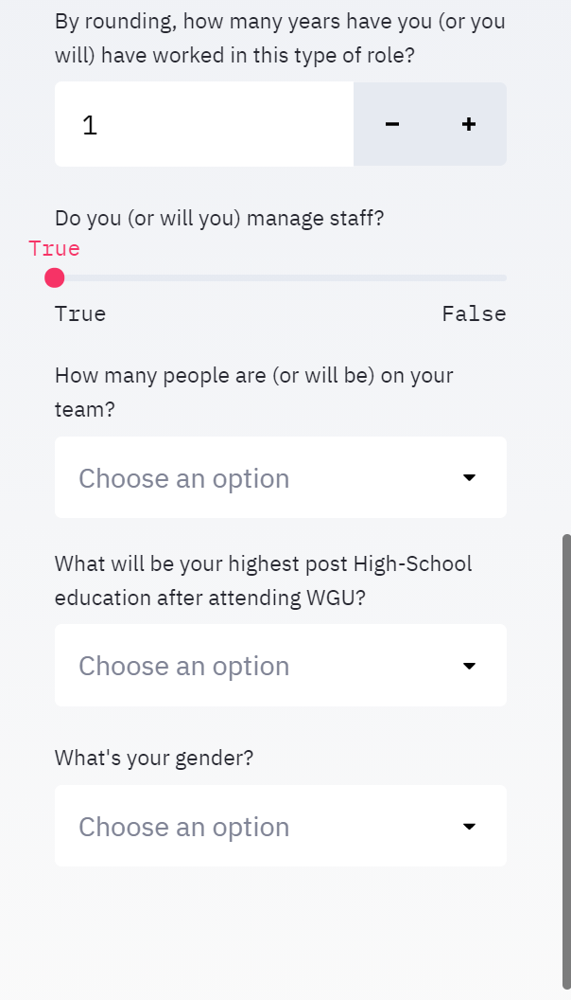 By rounding, how many years have you (or you
will) have worked in this type of role?
1
Do you (or will you) manage staff?
True
True False
How many people are (or will be) on your
team?
Choose an option
What will be your highest post High-School
education after attending WGU?
Choose an option
What's your gender?
Choose an option